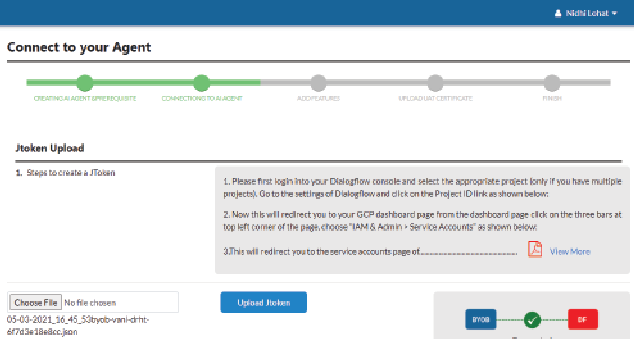 Nidhi Lohat
Connect to your Agent
CREATING AI AGENT & PREREQUISITE
CONNECTIONG TO AI AGENT
ADD FEATURES
UPLOAD UAT CERTIFICATE
FINISH
Jtoken Upload
1. Steps to create a JToken
1. Please first login into your Dialogflow console and select the appropriate project (only if you have multiple
projects). Go to the settings of Dialogflow and click on the Project ID link as shown below:
2. Now this will redirect you to your GCP dashboard page from the dashboard page click on the three bars at
top left corner of the page, choose "IAM & Admin > Service Accounts" as shown below:
3.This will redirect you to the service accounts page of................................................
View More
Choose File No file chosen
Upload Jtoken
05-03-2021_16_45_53byob-vani-drht-
6f7d3e18e8cc.json
BYOB
DF